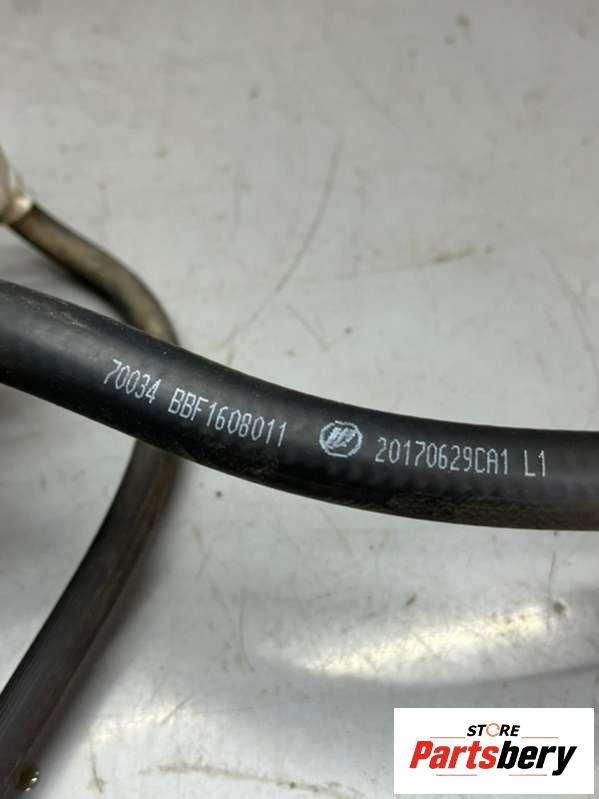 70034 BBF1608011 20170629CA1 L1
STORE
Partsbery